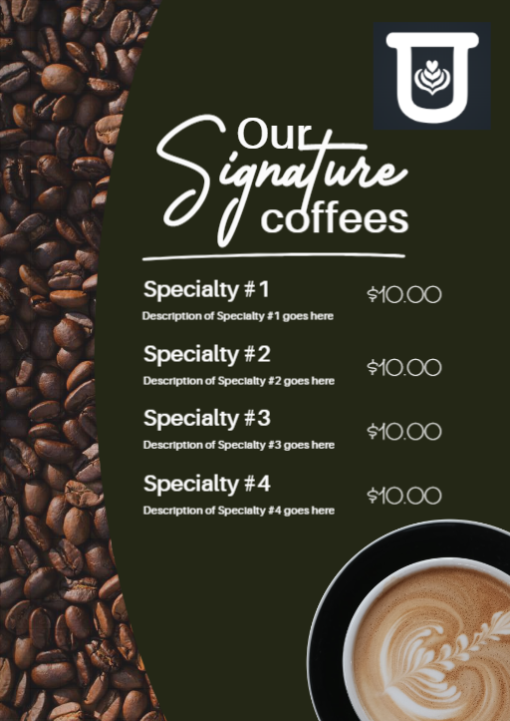 Our
Signature
coffees
Specialty #1 $10.00
Description of Specialty #1 goes here
Specialty #2 $10.00
Description of Specialty #2 goes here
Specialty #3 $10.00
Description of Specialty #3 goes here
Specialty #4 $10.00
Description of Specialty #4 goes here